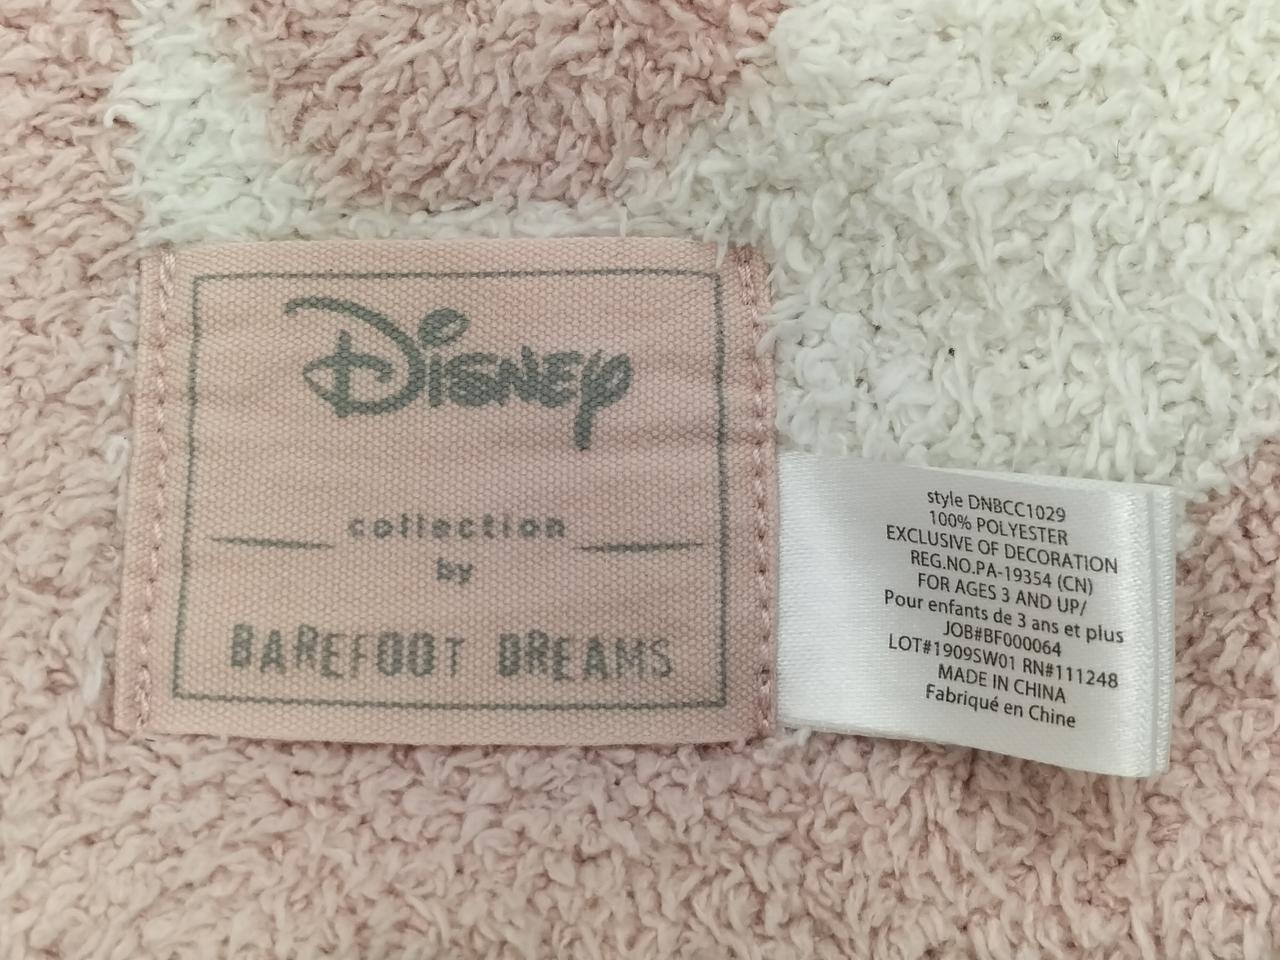 Disney
collection
by
BAREFOOT DREAMS
style DNBCC1029
100% POLYESTER
EXCLUSIVE OF DECORATION
REG.NO.PA-19354 (CN)
FOR AGES 3 AND UP/
Pour enfants de 3 ans et plus
JOB#BF000064
LOT#1909SW01 RN#111248
MADE IN CHINA
Fabriqué en Chine